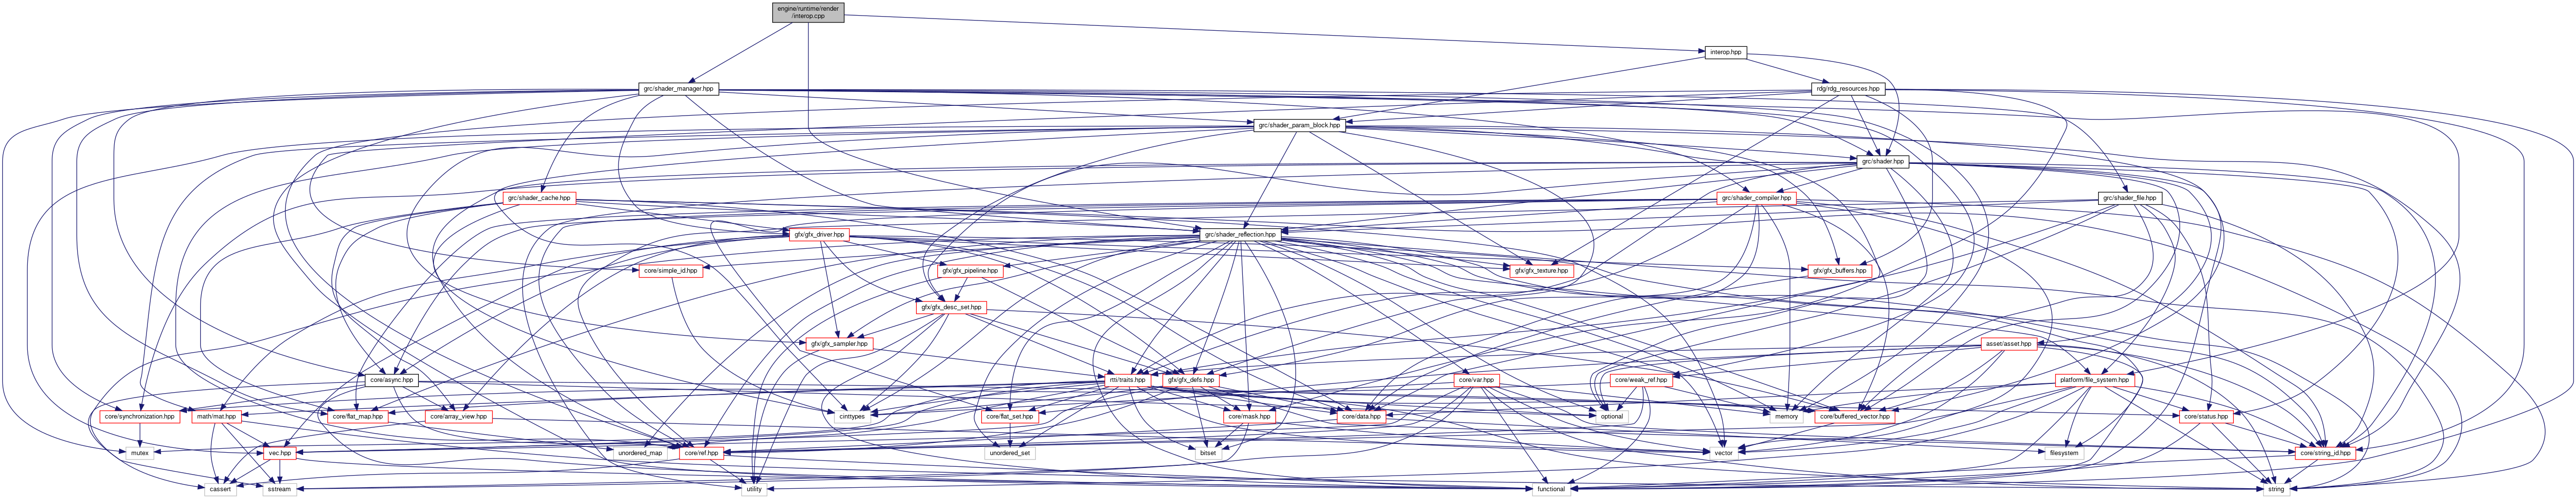 engine/runtime/render
/interop.cpp
interop.hpp
grc/shader_manager.hpp
rdg/rdg_resources.hpp
grc/shader_param_block.hpp
grc/shader.hpp
grc/shader_cache.hpp
grc/shader_compiler.hpp
grc/shader_file.hpp
gfx/gfx_driver.hpp
grc/shader_reflection.hpp
core/simple_id.hpp
gfx/gfx_pipeline.hpp
gfx/gfx_texture.hpp
gfx/gfx_buffers.hpp
gfx/gfx_desc_set.hpp
gfx/gfx_sampler.hpp
asset/asset.hpp
core/async.hpp
rtti/traits.hpp
gfx/gfx_defs.hpp
core/var.hpp
core/weak_ref.hpp
platform/file_system.hpp
core/synchronization.hpp
math/mat.hpp
core/flat_map.hpp
core/array_view.hpp
cinttypes
core/flat_set.hpp
core/mask.hpp
core/data.hpp
optional
memory
core/buffered_vector.hpp
core/status.hpp
mutex
vec.hpp
unordered_map
core/ref.hpp
unordered_set
bitset
vector
filesystem
core/string_id.hpp
cassert
sstream
utility
functional
string